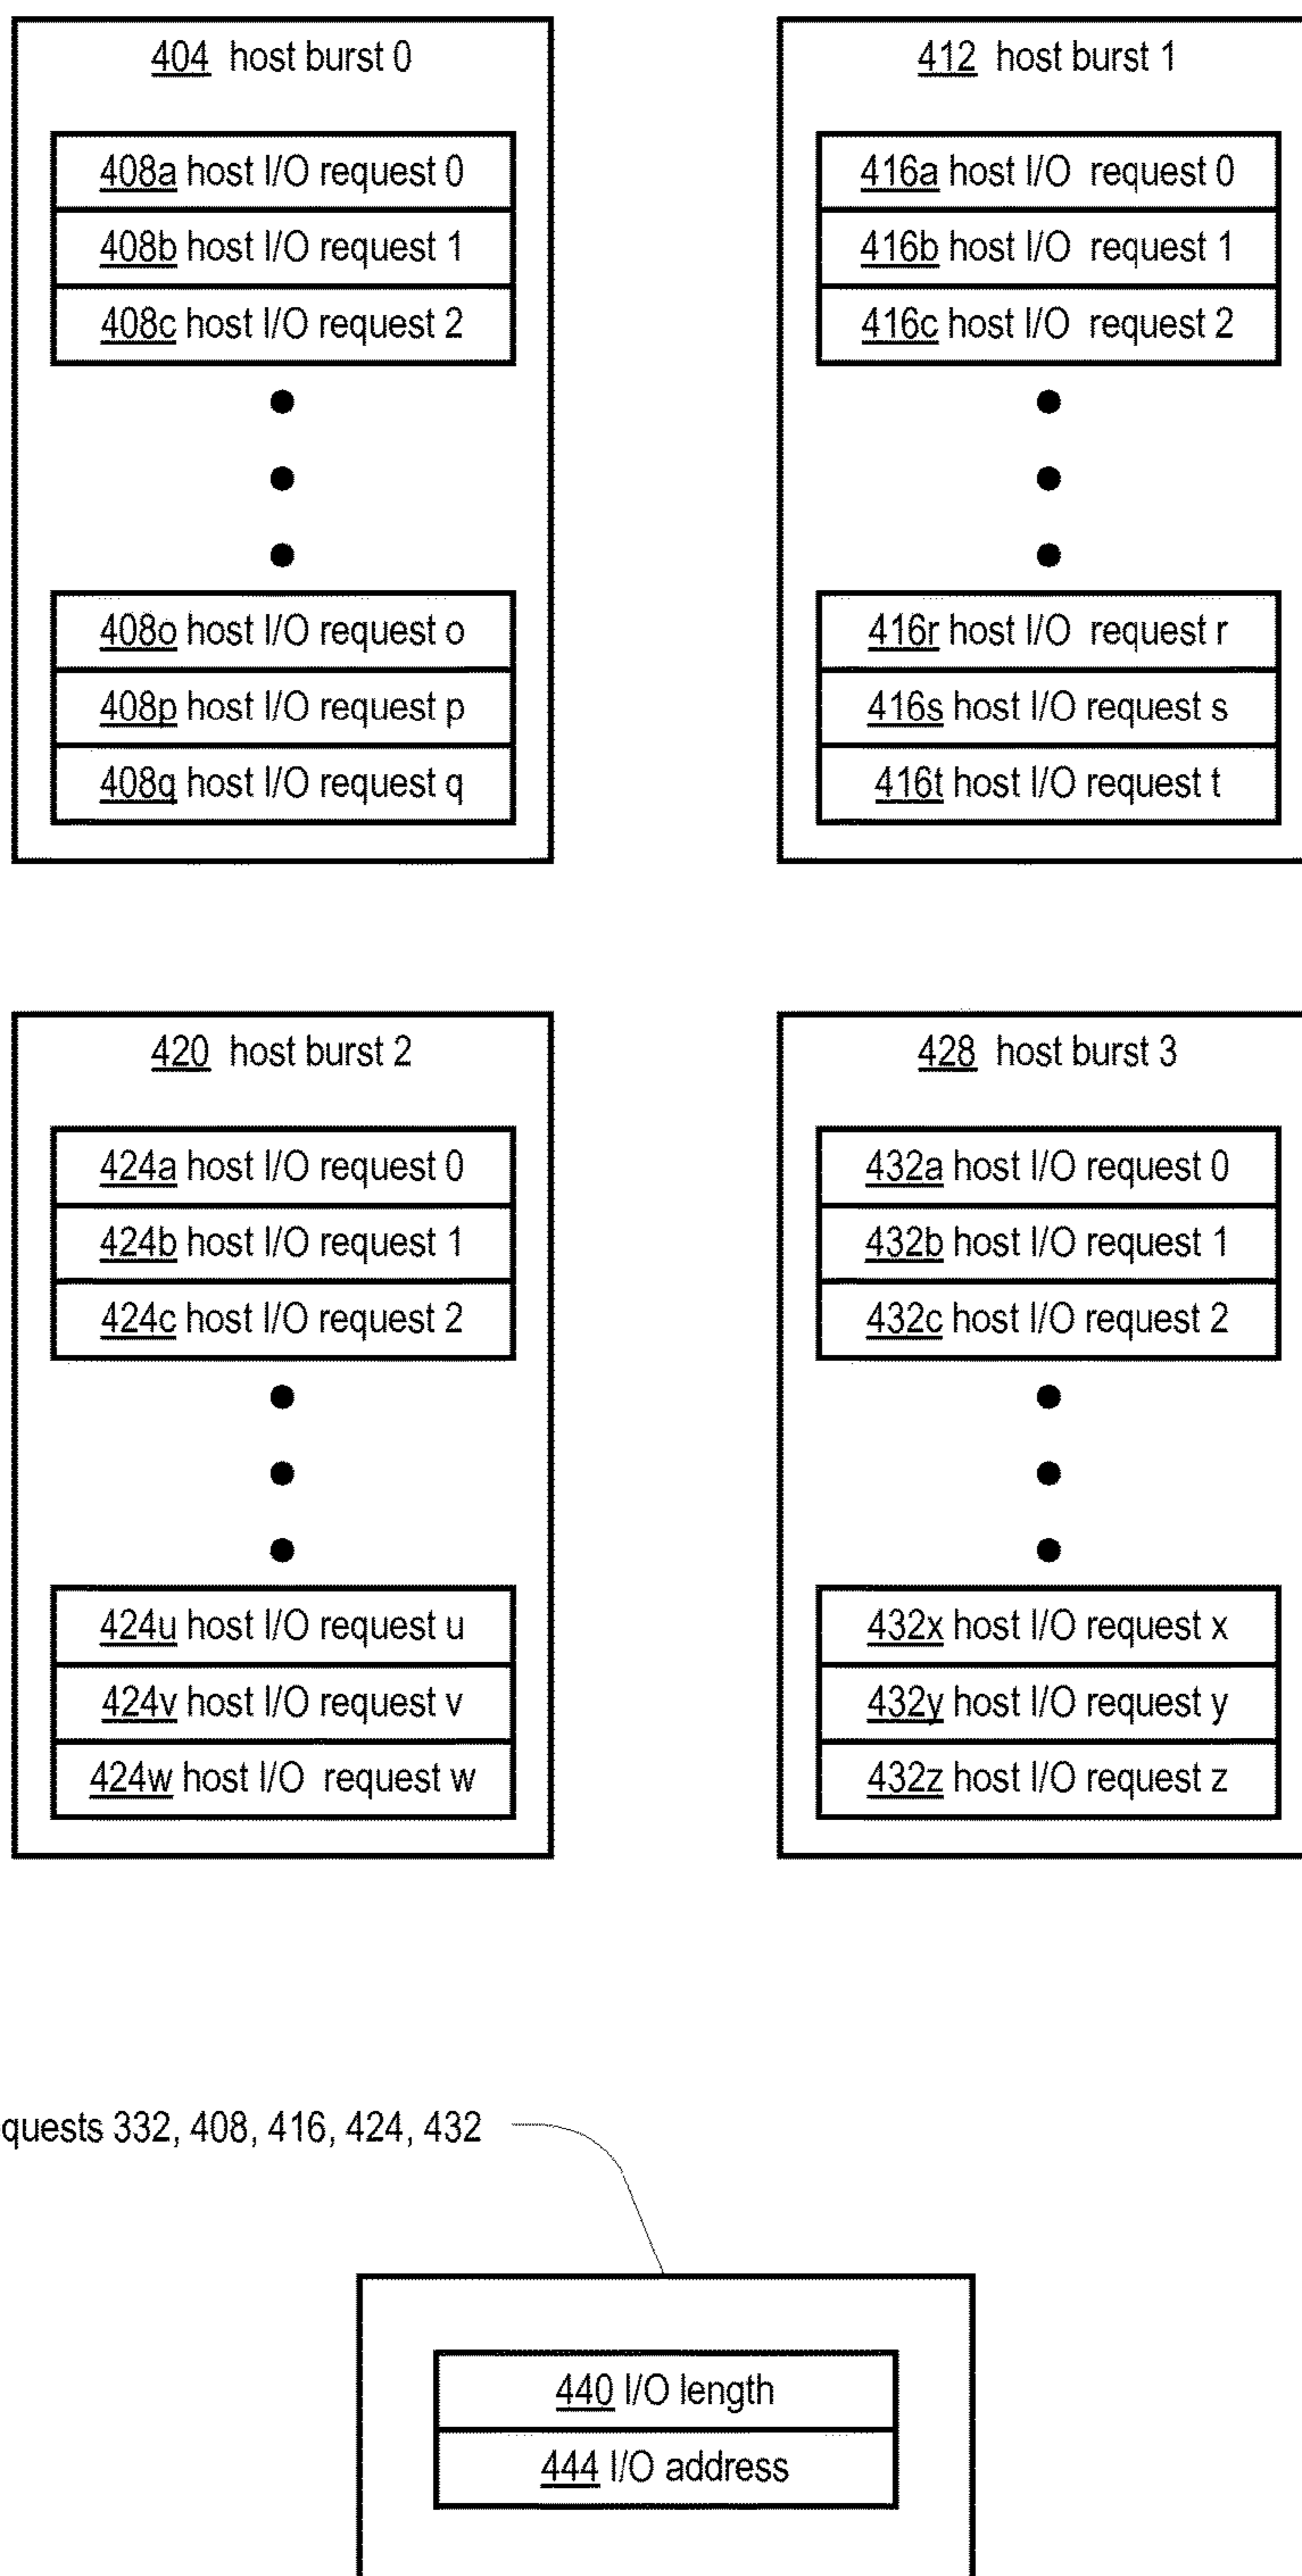 404 host burst 0
408a host I/O request 0
408b host I/O request 1
408c host I/O request 2
408o host I/O request o
408p host I/O request p
408q host I/O request q
412 host burst 1
416a host I/O request 0
416b host I/O request 1
416c host I/O request 2
416r host I/O request r
416s host I/O request s
416t host I/O request t
420 host burst 2
424a host I/O request 0
424b host I/O request 1
424c host I/O request 2
424u host I/O request u
424v host I/O request v
424w host I/O request w
428 host burst 3
432a host I/O request 0
432b host I/O request 1
432c host I/O request 2
432x host I/O request x
432y host I/O request y
432z host I/O request z
quests 332, 408, 416, 424, 432
440 I/O length
444 I/O address